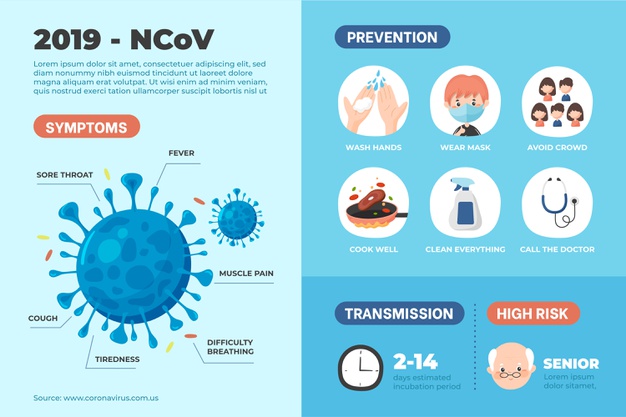 2019 - NCoV
Lorem ipsum dolor sit amet, consectetuer
adipiscing elit, sed diam nonummy nibh
euismod tincidunt ut laoreet dolore magna
aliquam erat volutpat. Ut wisi enim ad minim
veniam, quis nostrud exerci tation ullamcorper
suscipit lobortis nisl ut
SYMPTOMS
FEVER
SORE THROAT
MUSCLE PAIN
COUGH
TIREDNESS
DIFFICULTY
BREATHING
Source: www.coronavirus.com.us
PREVENTION
WASH HANDS
WEAR MASK
AVOID CROWD
COOK WELL
CLEAN EVERYTHING
CALL THE DOCTOR
TRANSMISSION
2-14
days estimated
incubation period
HIGH RISK
SENIOR
Lorem ipsum
dolor sit amet,